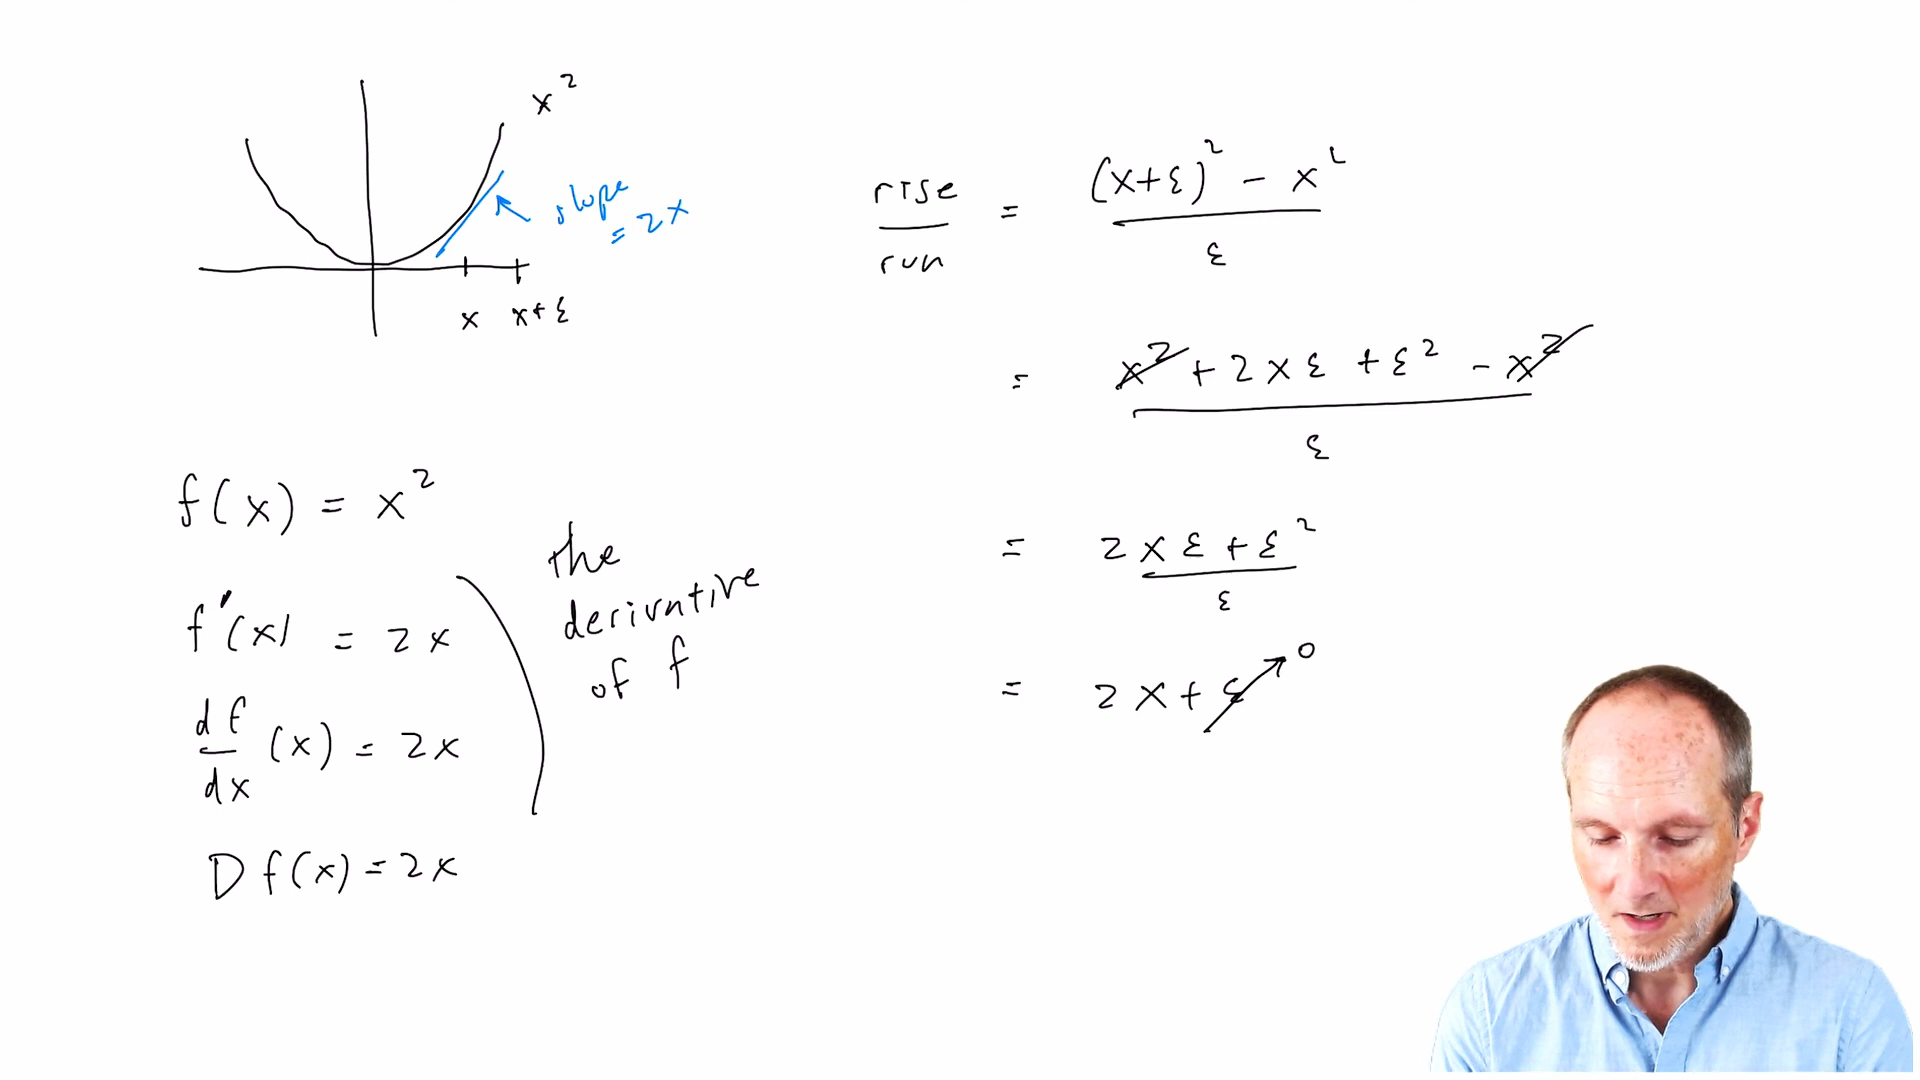 x²
slope
= 2x
x x+ε
f(x) = x²
f'(x) = 2x
df/dx (x) = 2x
D f(x) = 2x
the
derivative
of f
rise/run = ((x+ε)² - x²)/ε
= (x² + 2xε + ε² - x²)/ε
= (2xε + ε²)/ε
= 2x + ε 0